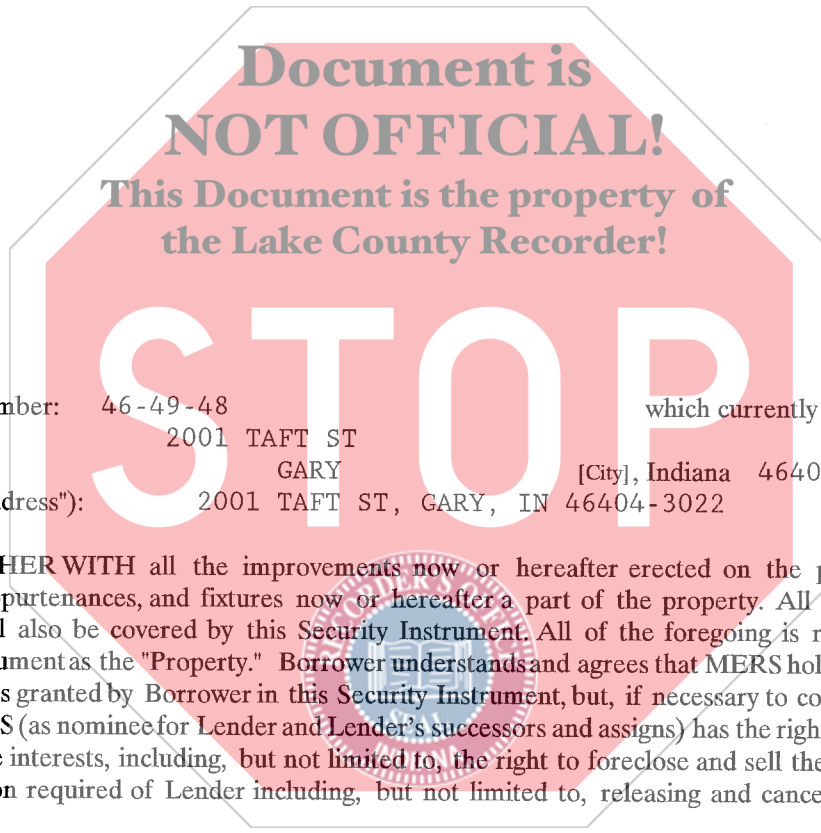 Document is
NOT OFFICIAL!
This Document is the property of
the Lake County Recorder!
STOP
mber: 46-49-48 which currently
2001 TAFT ST
GARY [City], Indiana 4640
dress"): 2001 TAFT ST, GARY, IN 46404-3022
HER WITH all the improvements now or hereafter erected on the p
purtenances, and fixtures now or hereafter a part of the property. All
l also be covered by this Security Instrument. All of the foregoing is r
ument as the "Property." Borrower understands and agrees that MERS hol
s granted by Borrower in this Security Instrument, but, if necessary to co
S (as nominee for Lender and Lender's successors and assigns) has the righ
e interests, including, but not limited to, the right to foreclose and sell the
on required of Lender including, but not limited to, releasing and cance
RECORDER'S OFFICE
SEAL
INDIANA